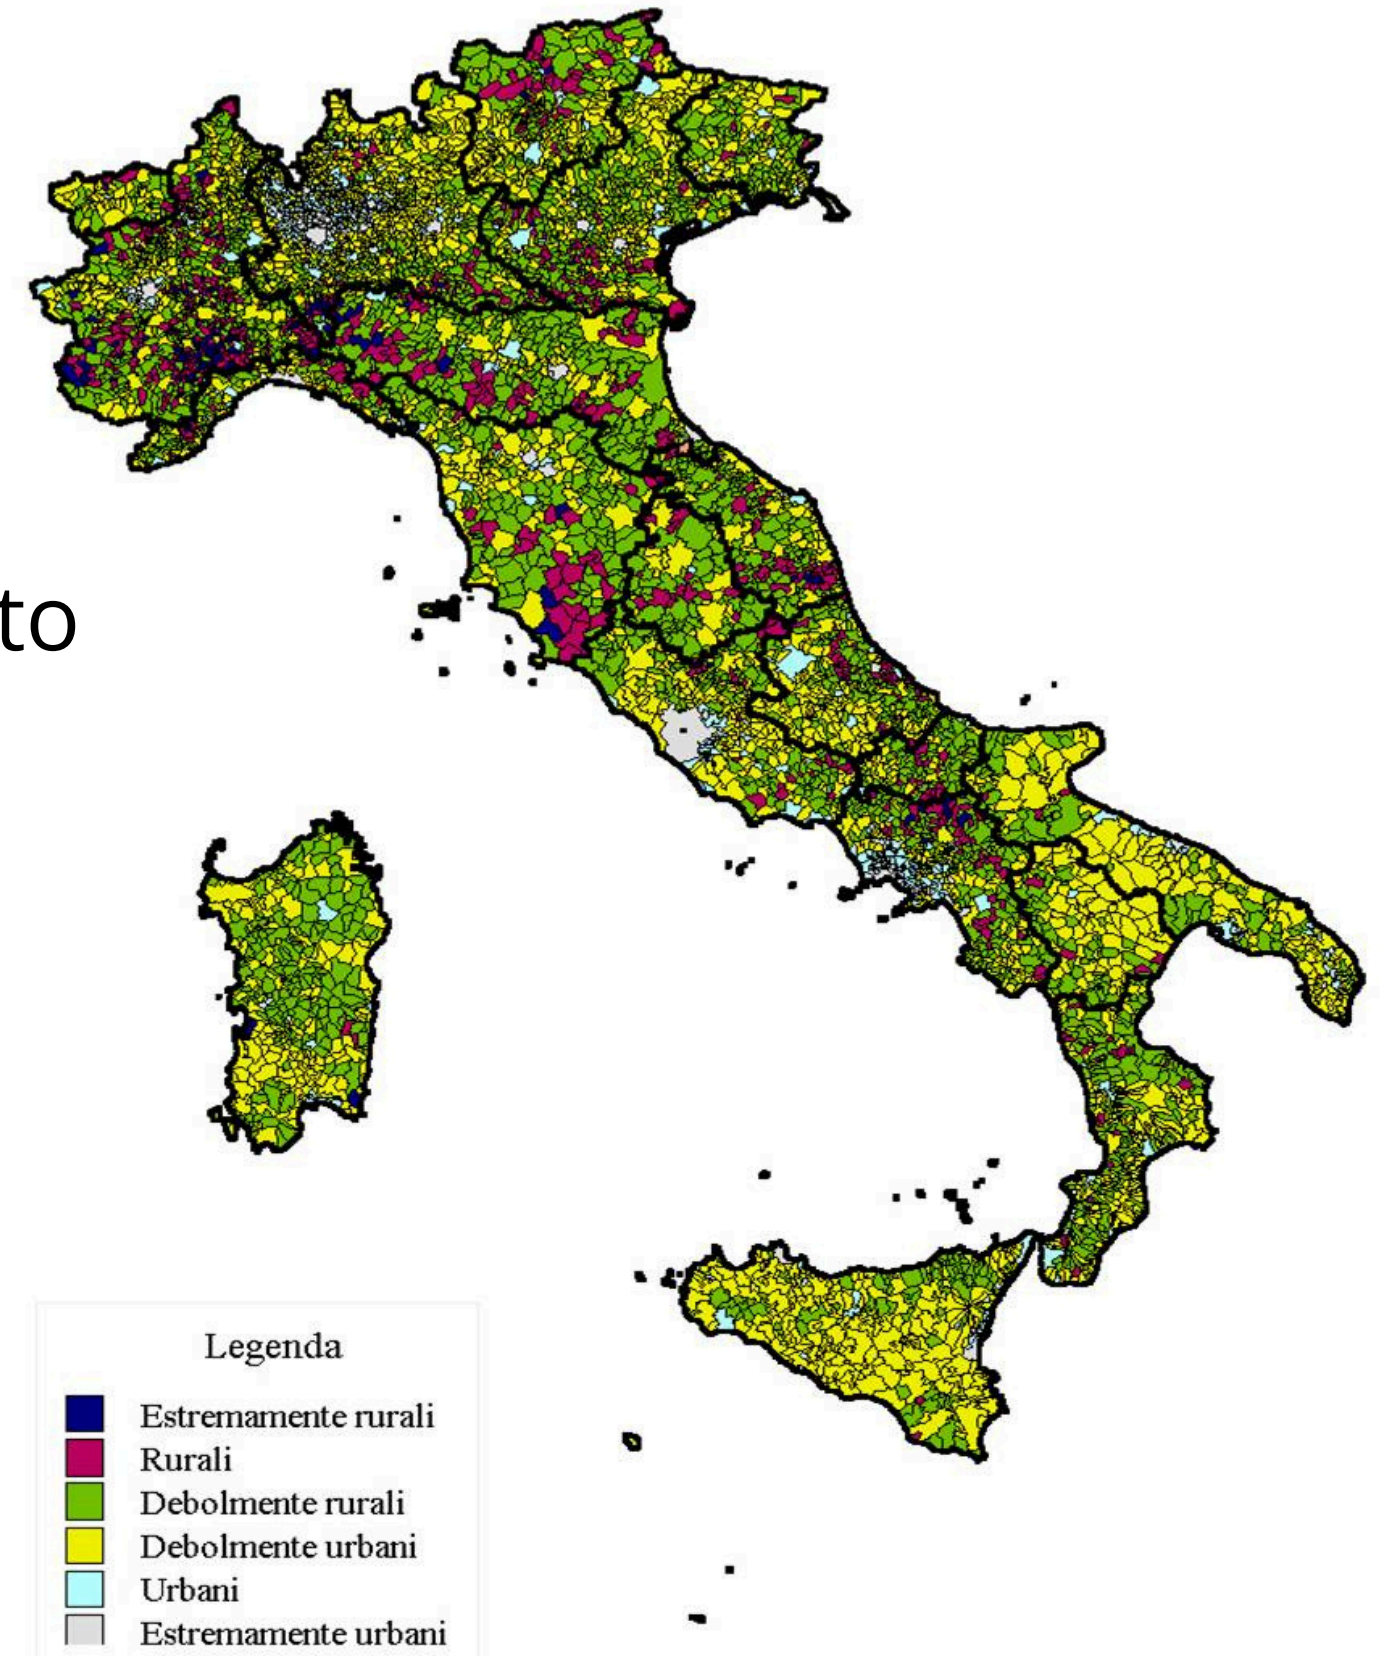 to
Legenda
Estremamente rurali
Rurali
Debolmente rurali
Debolmente urbani
Urbani
Estremamente urbani